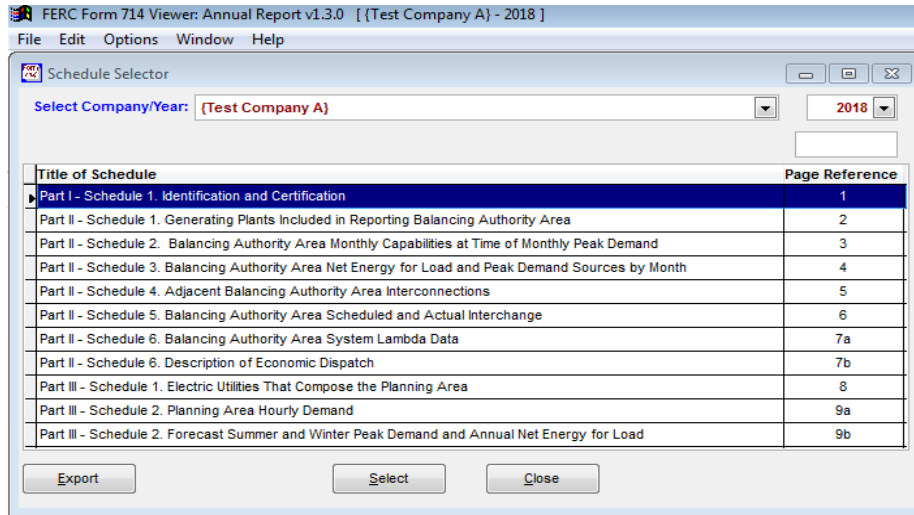 FERC Form 714 Viewer: Annual Report v1.3.0 [ {Test Company A} - 2018 ]
File Edit Options Window Help
Schedule Selector
Select Company/Year: {Test Company A} 2018
Title of Schedule Page Reference
Part I - Schedule 1. Identification and Certification 1
Part II - Schedule 1. Generating Plants Included in Reporting Balancing Authority Area 2
Part II - Schedule 2. Balancing Authority Area Monthly Capabilities at Time of Monthly Peak Demand 3
Part II - Schedule 3. Balancing Authority Area Net Energy for Load and Peak Demand Sources by Month 4
Part II - Schedule 4. Adjacent Balancing Authority Area Interconnections 5
Part II - Schedule 5. Balancing Authority Area Scheduled and Actual Interchange 6
Part II - Schedule 6. Balancing Authority Area System Lambda Data 7a
Part II - Schedule 6. Description of Economic Dispatch 7b
Part III - Schedule 1. Electric Utilities That Compose the Planning Area 8
Part III - Schedule 2. Planning Area Hourly Demand 9a
Part III - Schedule 2. Forecast Summer and Winter Peak Demand and Annual Net Energy for Load 9b
Export Select Close